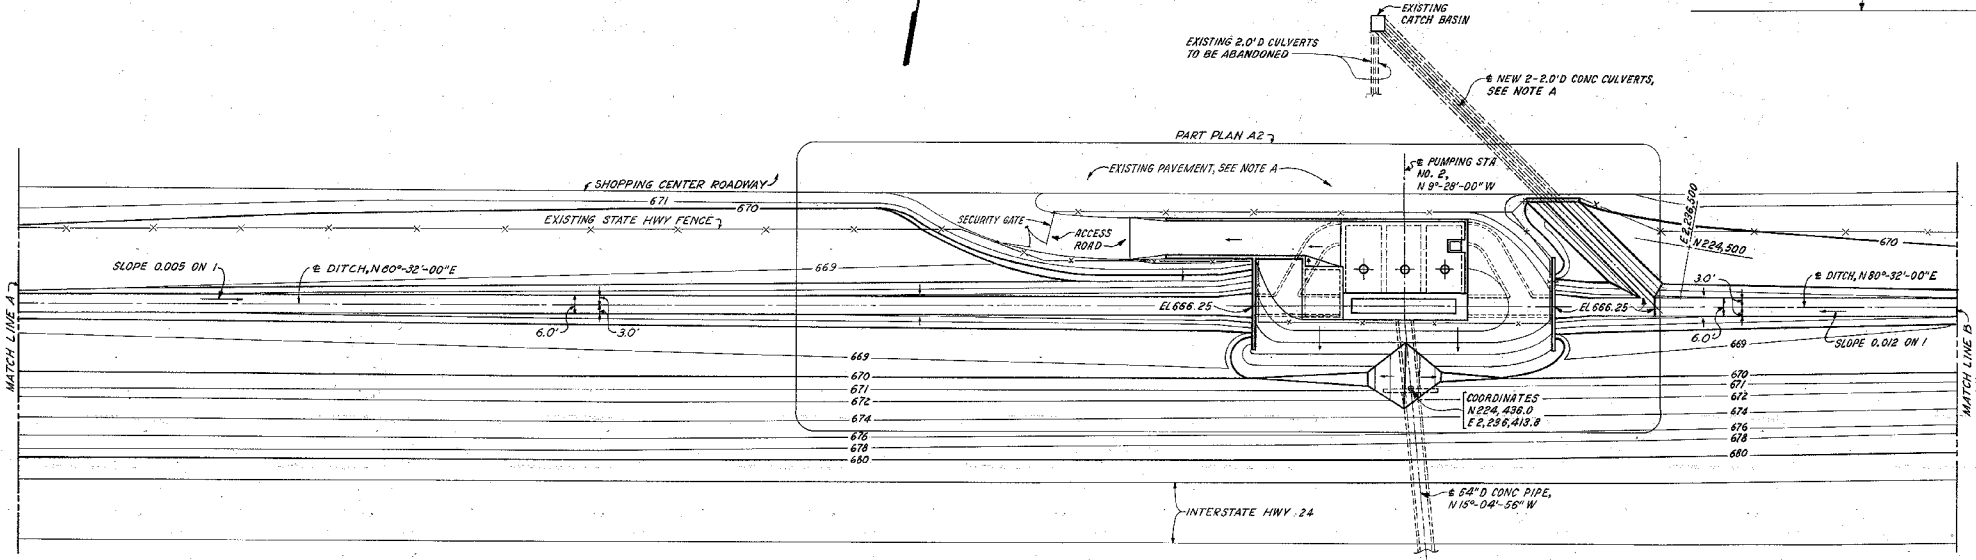 EXISTING
CATCH BASIN
EXISTING 2.0' D CULVERTS
TO BE ABANDONED
℄ NEW 2-2.0'D CONC CULVERTS,
SEE NOTE A
PART PLAN A2
EXISTING PAVEMENT, SEE NOTE A
℄ PUMPING STA
NO. 2,
N 9°-28'-00" W
SHOPPING CENTER ROADWAY
671
670
EXISTING STATE HWY FENCE
SECURITY GATE
ACCESS
ROAD
E 2,236,500
N 224,500
670
SLOPE 0.005 ON 1
℄ DITCH, N 80°-32'-00" E
669
℄ DITCH, N 80°-32'-00" E
3.0'
EL 666.25
EL 666.25
6.0'
3.0'
6.0'
SLOPE 0.012 ON 1
MATCH LINE A
MATCH LINE B
669
669
670
670
671
671
672
672
COORDINATES
N 224,436.0
E 2,236,413.8
674
674
676
676
678
678
680
680
℄ 54" D CONC PIPE,
N 15°-04'-56" W
INTERSTATE HWY 24